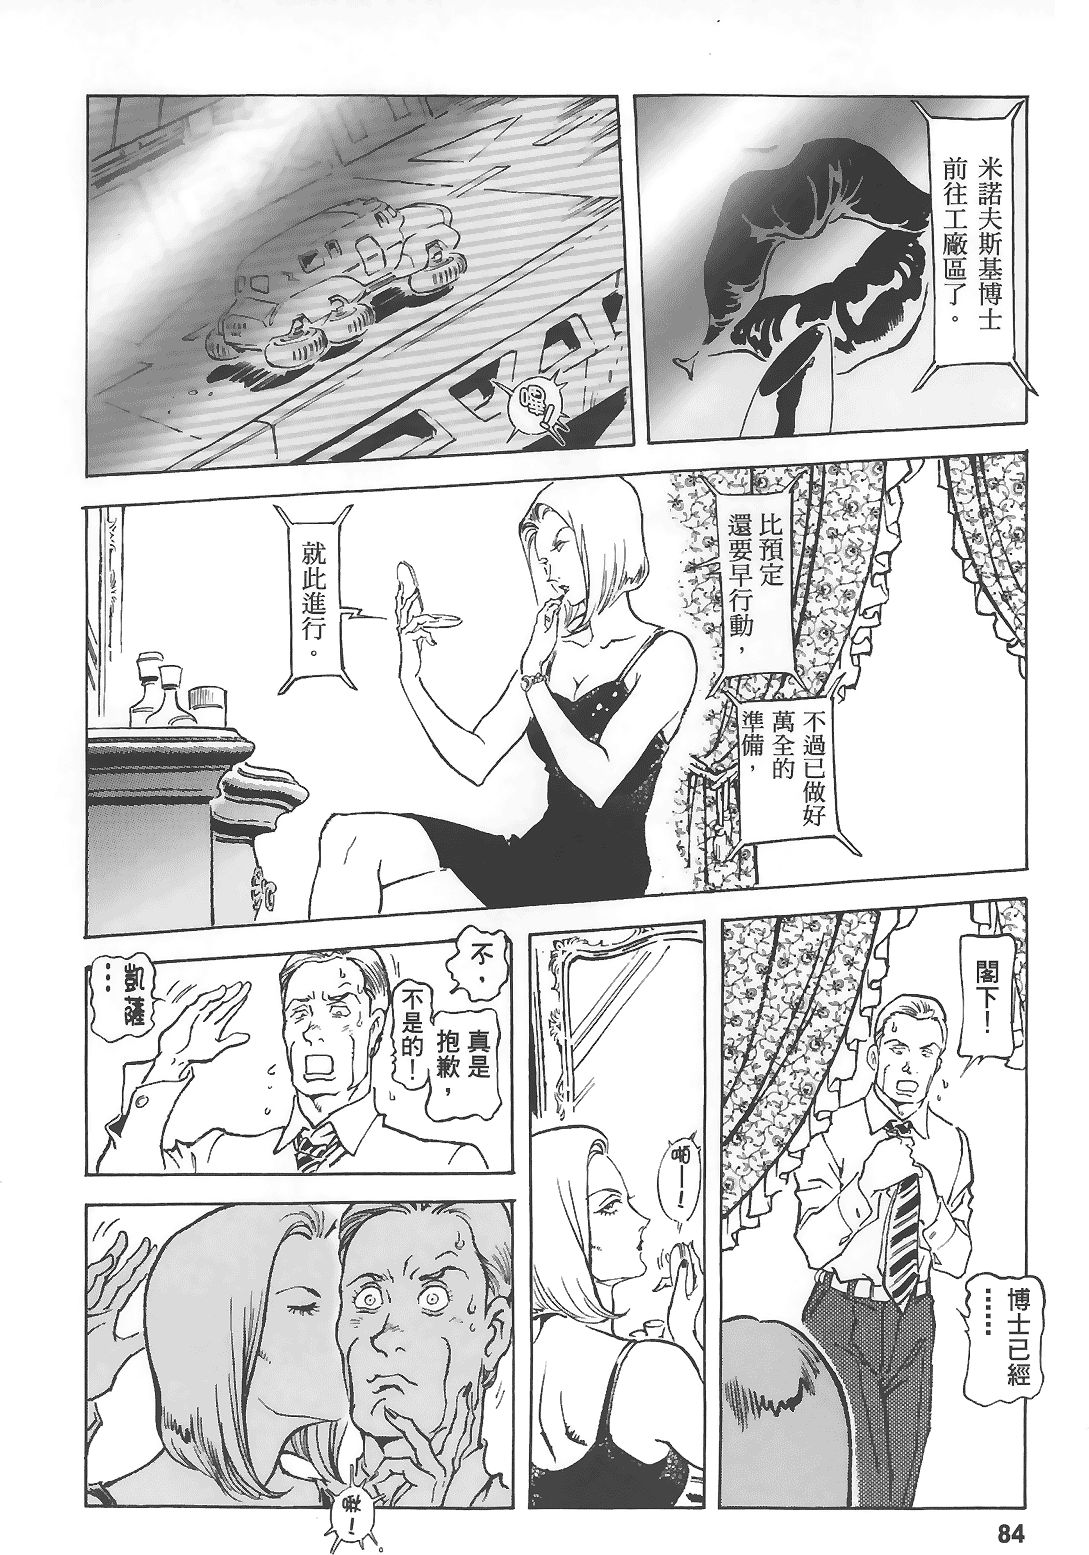 米諾夫斯基博士
前往工廠區了。
比預定
還要早行動，
不過已做好
萬全的
準備，
就此進行。
閣下！
博士已經
……
啪—！
不，
真是
抱歉，
不是的！
凱薩
…
84